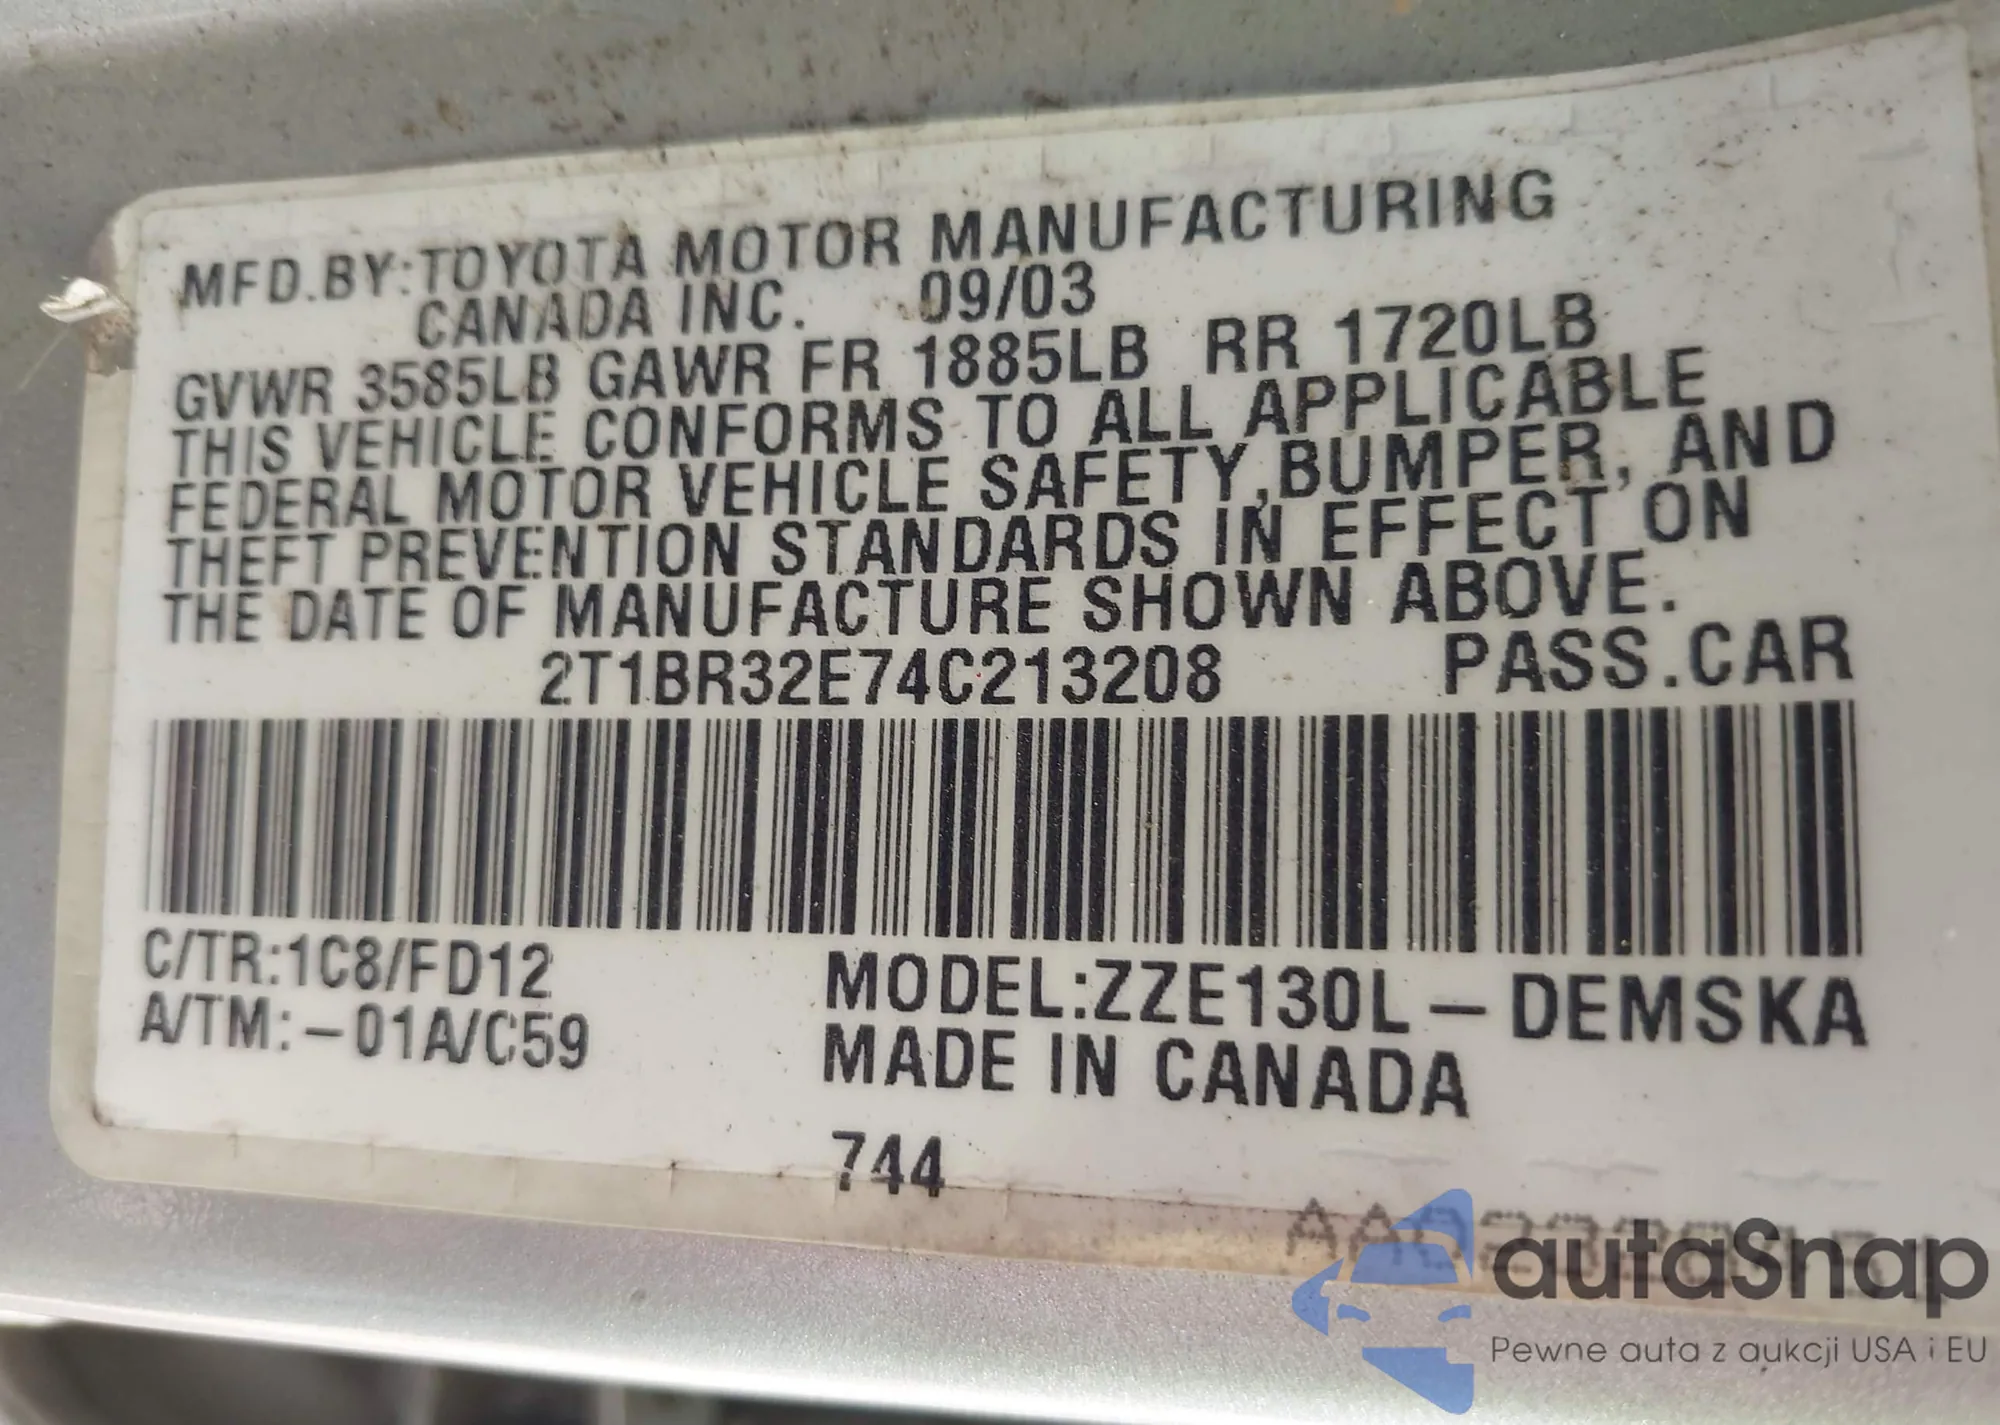 MFD.BY:TOYOTA MOTOR MANUFACTURING
CANADA INC. 09/03
GVWR 3585LB GAWR FR 1885LB RR 1720LB
THIS VEHICLE CONFORMS TO ALL APPLICABLE
FEDERAL MOTOR VEHICLE SAFETY,BUMPER, AND
THEFT PREVENTION STANDARDS IN EFFECT ON
THE DATE OF MANUFACTURE SHOWN ABOVE.
2T1BR32E74C213208 PASS.CAR
C/TR:1C8/FD12
A/TM:-01A/C59
MODEL:ZZE130L-DEMSKA
MADE IN CANADA
744
autaSnap
Pewne auta z aukcji USA i EU